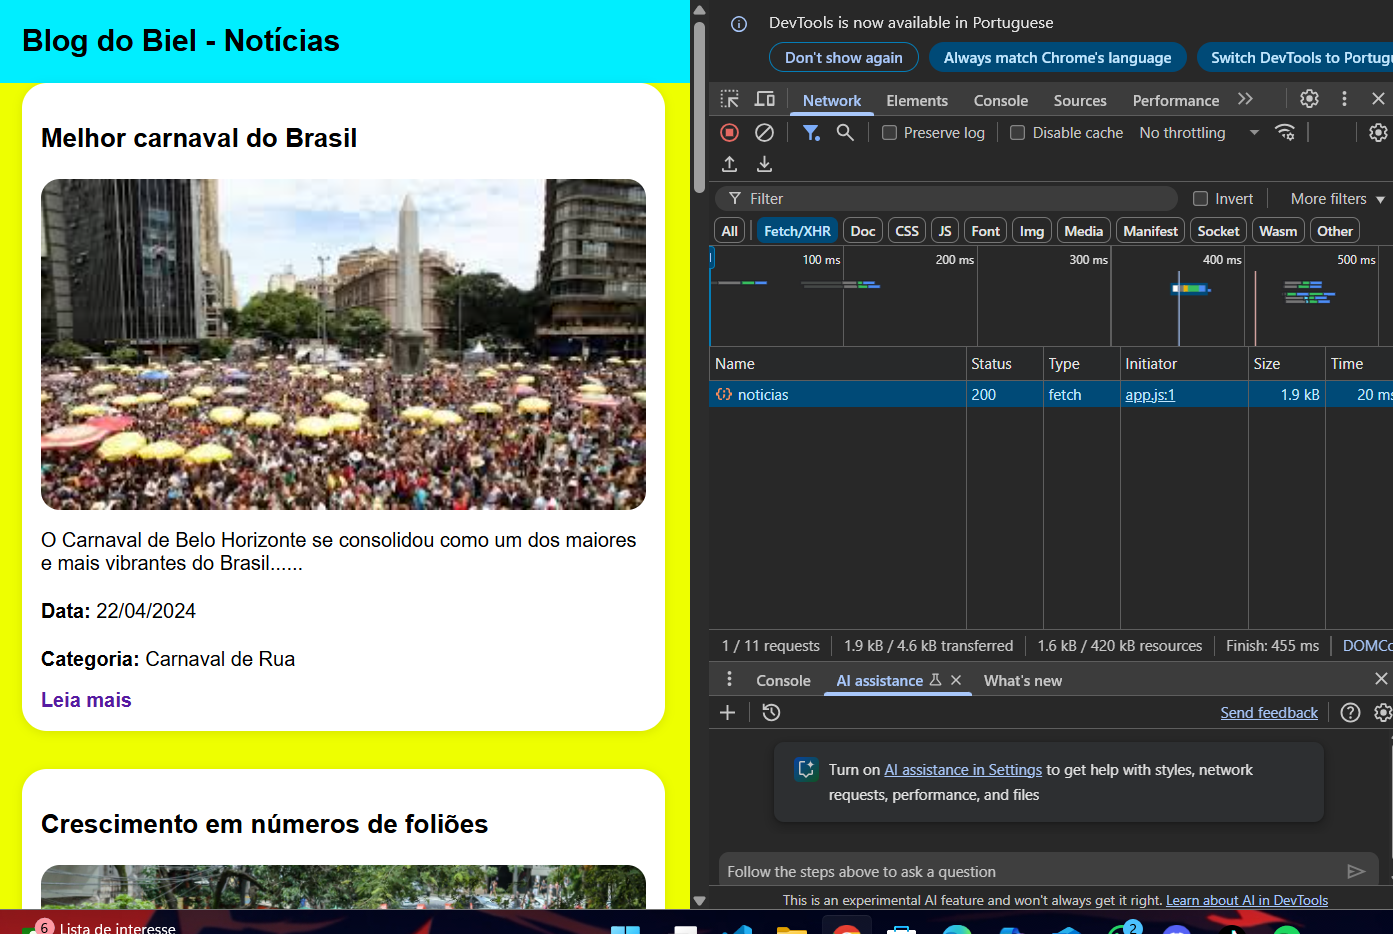 Blog do Biel - Notícias
Melhor carnaval do Brasil
O Carnaval de Belo Horizonte se consolidou como um dos maiores
e mais vibrantes do Brasil......
Data: 22/04/2024
Categoria: Carnaval de Rua
Leia mais
Crescimento em números de foliões
DevTools is now available in Portuguese
Don't show again
Always match Chrome's language
Switch DevTools to Portug
Network
Elements
Console
Sources
Performance
Preserve log
Disable cache
No throttling
Filter
Invert
More filters
All
Fetch/XHR
Doc
CSS
JS
Font
Img
Media
Manifest
Socket
Wasm
Other
100 ms
200 ms
300 ms
400 ms
500 ms
Name Status Type Initiator Size Time
noticias 200 fetch app.js:1 1.9 kB 20 ms
1 / 11 requests
1.9 kB / 4.6 kB transferred
1.6 kB / 420 kB resources
Finish: 455 ms
DOMCo
Console
AI assistance
What's new
Send feedback
Turn on AI assistance in Settings to get help with styles, network
requests, performance, and files
Follow the steps above to ask a question
This is an experimental AI feature and won't always get it right. Learn about AI in DevTools
6
Lista de interesse
2